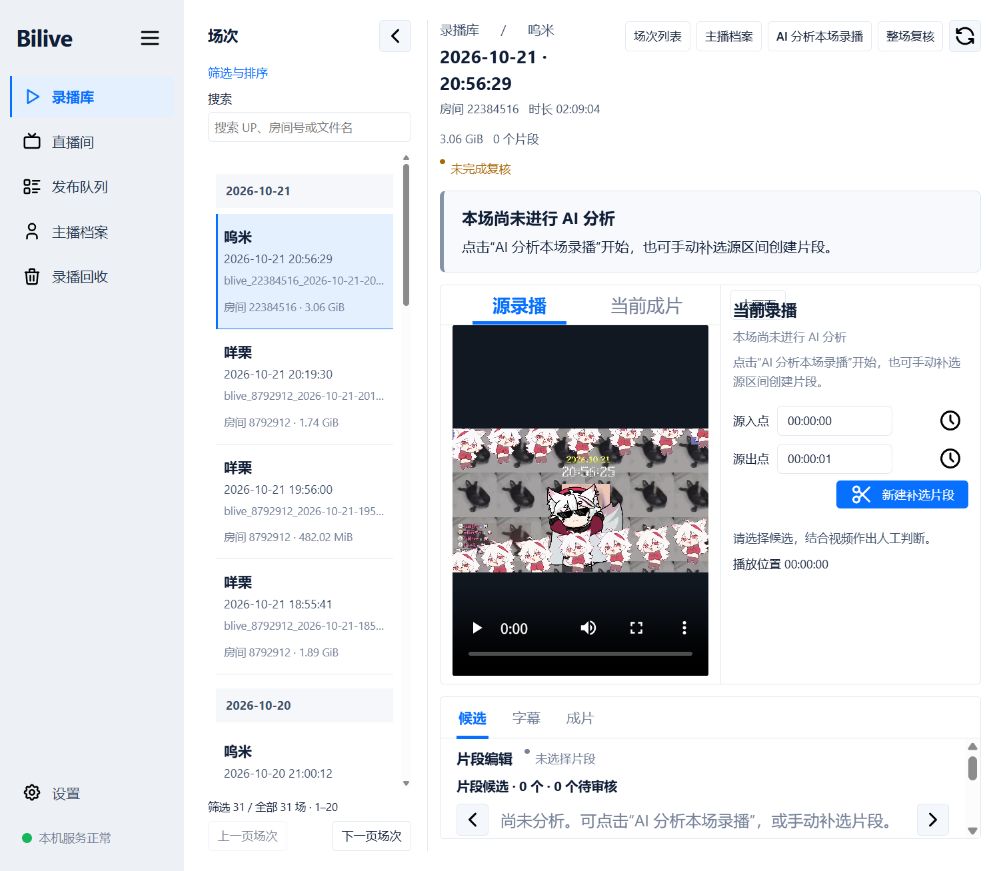 Bilive
录播库
直播间
发布队列
主播档案
录播回收
设置
本机服务正常
场次
筛选与排序
搜索
搜索 UP、房间号或文件名
2026-10-21
呜米
2026-10-21 20:56:29
blive_22384516_2026-10-21-20...
房间 22384516 · 3.06 GiB
咩栗
2026-10-21 20:19:30
blive_8792912_2026-10-21-201...
房间 8792912 · 1.74 GiB
咩栗
2026-10-21 19:56:00
blive_8792912_2026-10-21-195...
房间 8792912 · 482.02 MiB
咩栗
2026-10-21 18:55:41
blive_8792912_2026-10-21-185...
房间 8792912 · 1.89 GiB
2026-10-20
呜米
2026-10-20 21:00:12
筛选 31 / 全部 31 场 · 1–20
上一页场次
下一页场次
录播库 / 呜米
2026-10-21 ·
20:56:29
房间 22384516 时长 02:09:04
3.06 GiB 0 个片段
未完成复核
场次列表
主播档案
AI 分析本场录播
整场复核
本场尚未进行 AI 分析
点击“AI 分析本场录播”开始，也可手动补选源区间创建片段。
源录播
当前成片
2026-10-21
20:56:25
0:00
当前录播
本场尚未进行 AI 分析
点击“AI 分析本场录播”开始，也可手动补选
源区间创建片段。
源入点 00:00:00
源出点 00:00:01
新建补选片段
请选择候选，结合视频作出人工判断。
播放位置 00:00:00
候选
字幕
成片
片段编辑 未选择片段
片段候选 · 0 个 · 0 个待审核
尚未分析。可点击“AI 分析本场录播”，或手动补选片段。